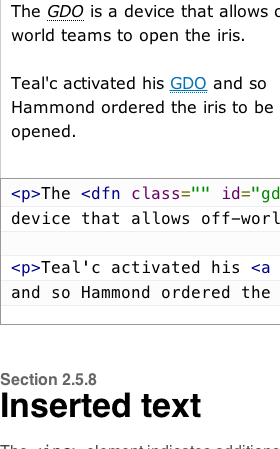 The GDO is a device that allows
world teams to open the iris.
Teal'c activated his GDO and so
Hammond ordered the iris to be
opened.
<p>The <dfn class="" id="gd
device that allows off-worl
<p>Teal'c activated his <a
and so Hammond ordered the
Section 2.5.8
Inserted text